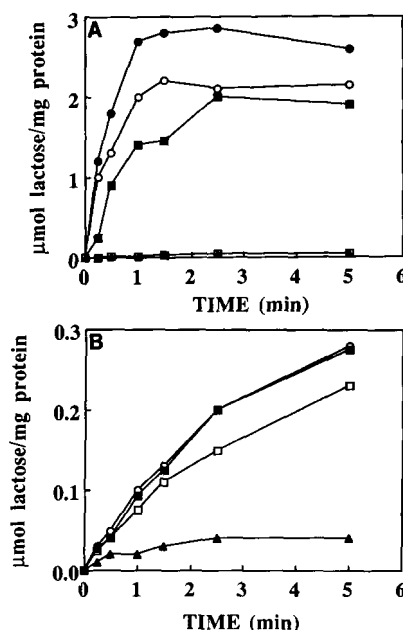 A
μmol lactose/mg protein
3
2
1
0
0 1 2 3 4 5 6
TIME (min)
B
μmol lactose/mg protein
0.3
0.2
0.1
0.0
0 1 2 3 4 5 6
TIME (min)